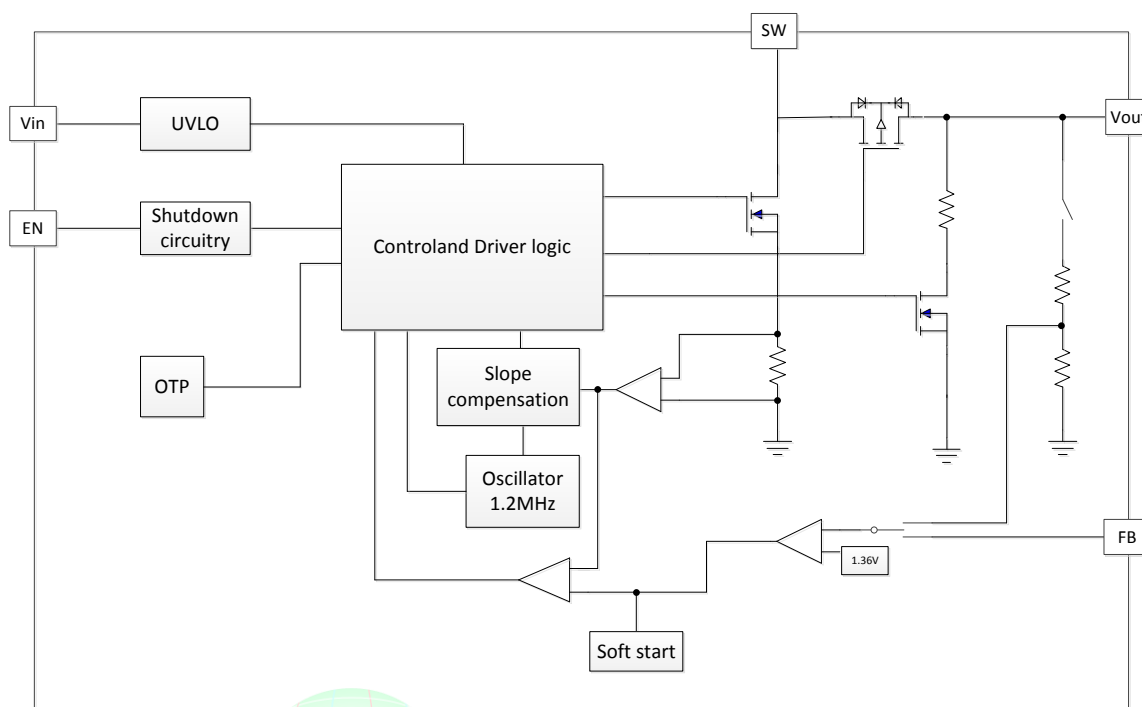 SW
Vin
UVLO
Vout
EN
Shutdown
circuitry
Controland Driver logic
OTP
Slope
compensation
Oscillator
1.2MHz
FB
1.36V
Soft start